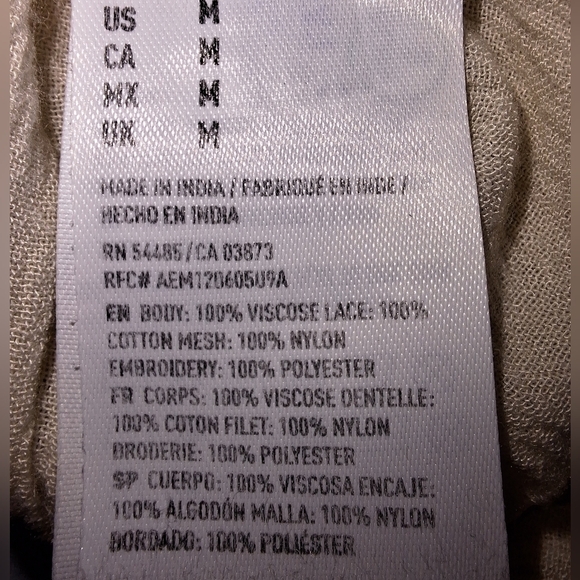 US M
CA M
MX M
UK M
MADE IN INDIA / FABRIQUÉ EN INDE /
HECHO EN INDIA
RN 54485/CA 03873
RFC# AEM1206050U9A
EN BODY: 100% VISCOSE LACE: 100%
COTTON MESH: 100% NYLON
EMBROIDERY: 100% POLYESTER
FR CORPS: 100% VISCOSE DENTELLE:
100% COTON FILET: 100% NYLON
BRODERIE: 100% POLYESTER
SP CUERPO: 100% VISCOSA ENCAJE:
100% ALGODÓN MALLA: 100% NYLON
BORDADO: 100% POLIÉSTER